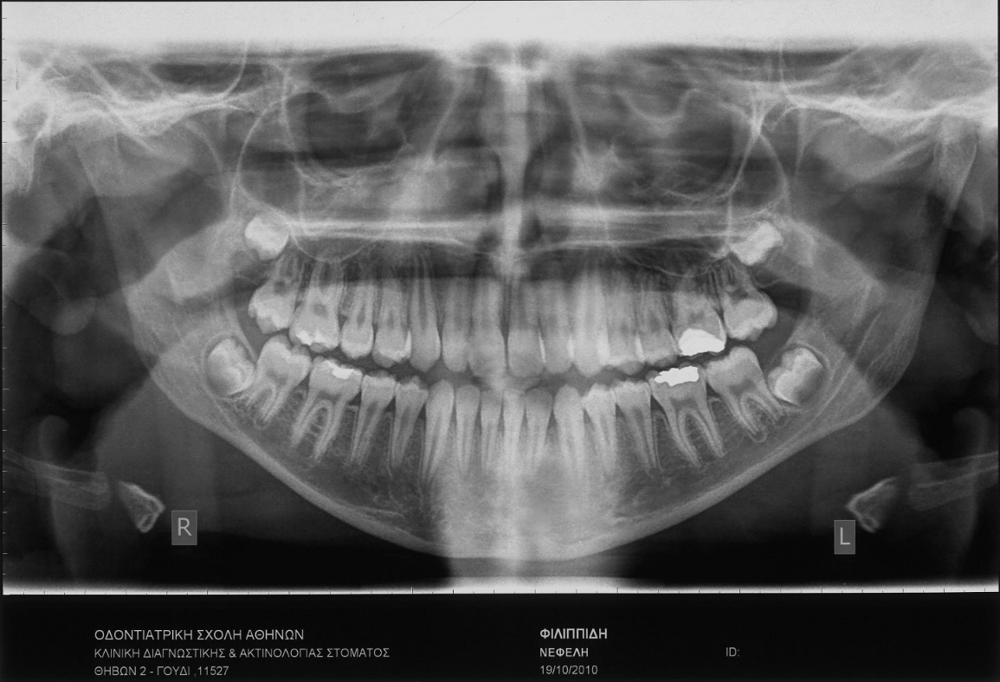 R
L
ΟΔΟΝΤΙΑΤΡΙΚΗ ΣΧΟΛΗ ΑΘΗΝΩΝ
ΚΛΙΝΙΚΗ ΔΙΑΓΝΩΣΤΙΚΗΣ & ΑΚΤΙΝΟΛΟΓΙΑΣ ΣΤΟΜΑΤΟΣ
ΘΗΒΩΝ 2 - ΓΟΥΔΙ ,11527
ΦΙΛΙΠΠΙΔΗ
ΝΕΦΕΛΗ
19/10/2010
ID: